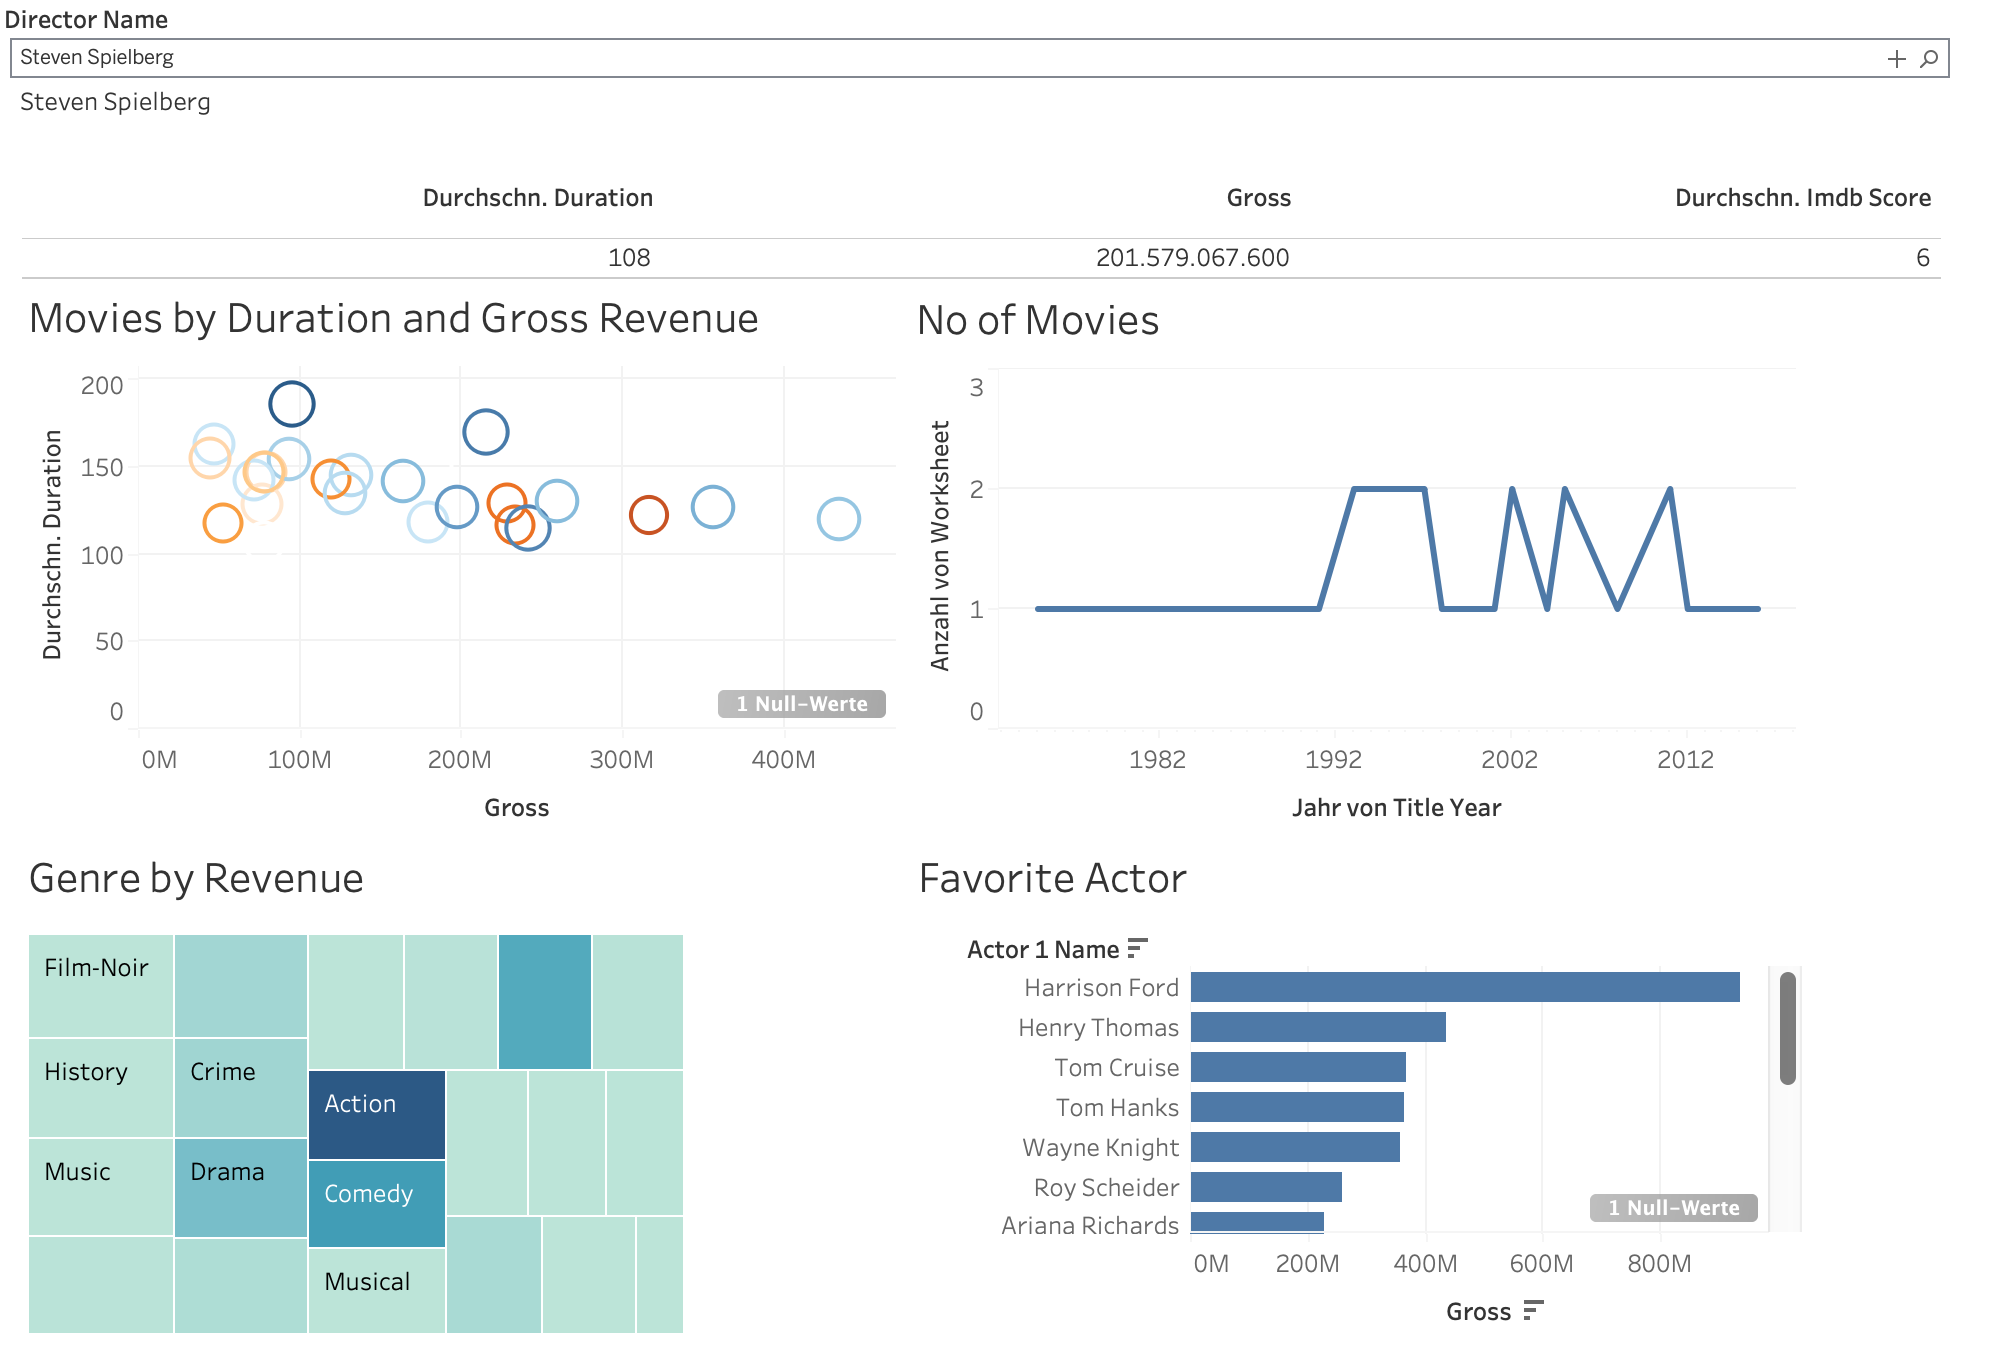 Director Name
Steven Spielberg
Steven Spielberg
Durchschn. Duration Gross Durchschn. Imdb Score
108 201.579.067.600 6
Movies by Duration and Gross Revenue
Durchschn. Duration
200
150
100
50
0
1 Null-Werte
0M 100M 200M 300M 400M
Gross
No of Movies
Anzahl von Worksheet
3
2
1
0
1982 1992 2002 2012
Jahr von Title Year
Genre by Revenue
Film-Noir
History Crime
Action
Music Drama
Comedy
Musical
Favorite Actor
Actor 1 Name
Harrison Ford
Henry Thomas
Tom Cruise
Tom Hanks
Wayne Knight
Roy Scheider
Ariana Richards
1 Null-Werte
0M 200M 400M 600M 800M
Gross